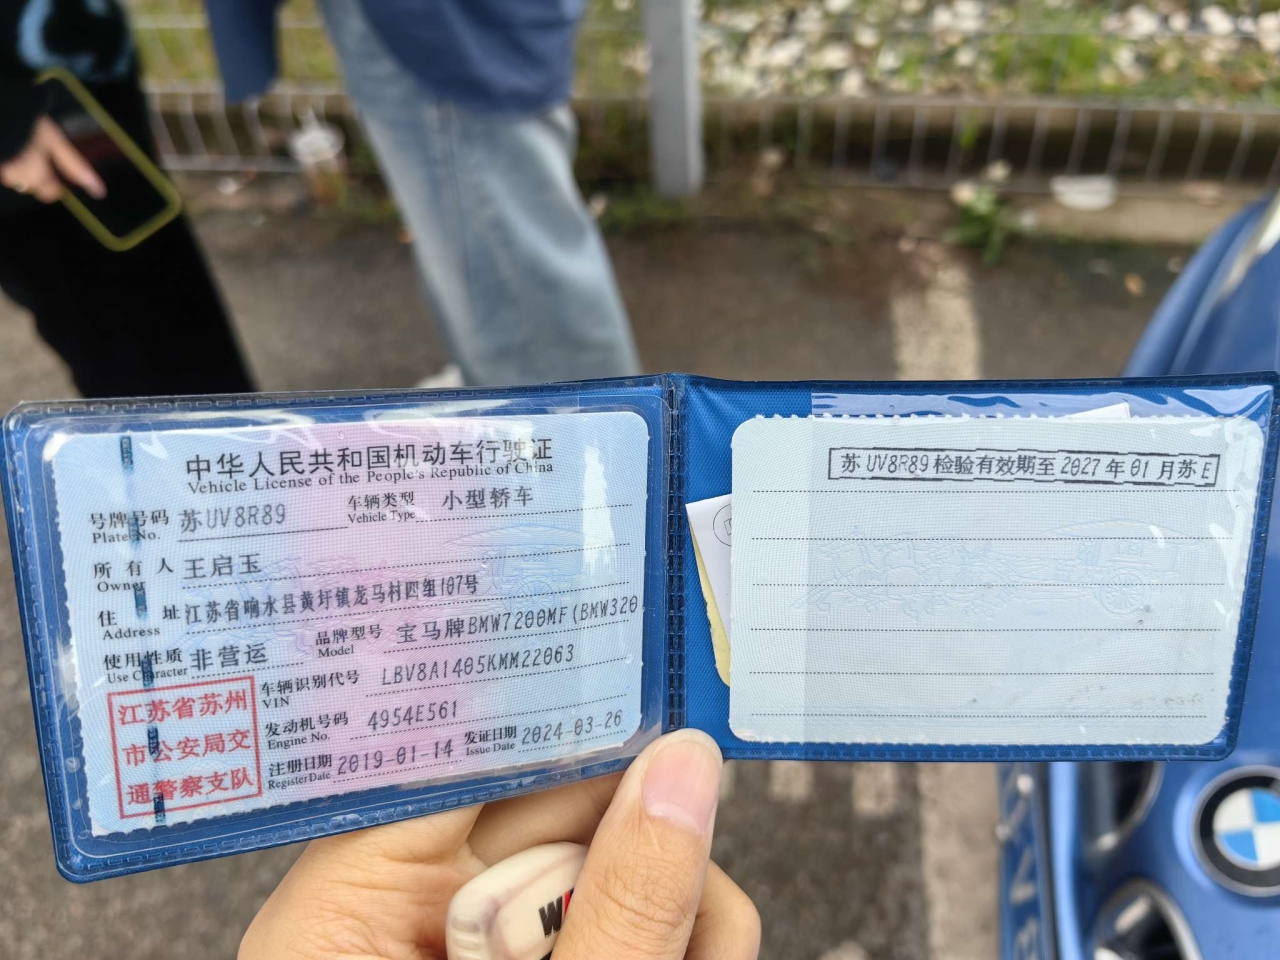 中华人民共和国机动车行驶证
Vehicle License of the People's Republic of China
号牌号码 苏UV8R89 车辆类型 小型轿车
Plate No. Vehicle Type
所有人 王启玉
Owner
住址 江苏省响水县黄圩镇龙马村四组107号
Address
使用性质 非营运 品牌型号 宝马牌BMW7200MF(BMW320
Use Character Model
车辆识别代号 LBV8A1405KMM22063
VIN
发动机号码 4954E561
Engine No.
注册日期 2019-01-14 发证日期 2024-03-26
Register Date Issue Date
江苏省苏州
市公安局交
通警察支队
苏UV8R89检验有效期至2027年01月苏E
BMW